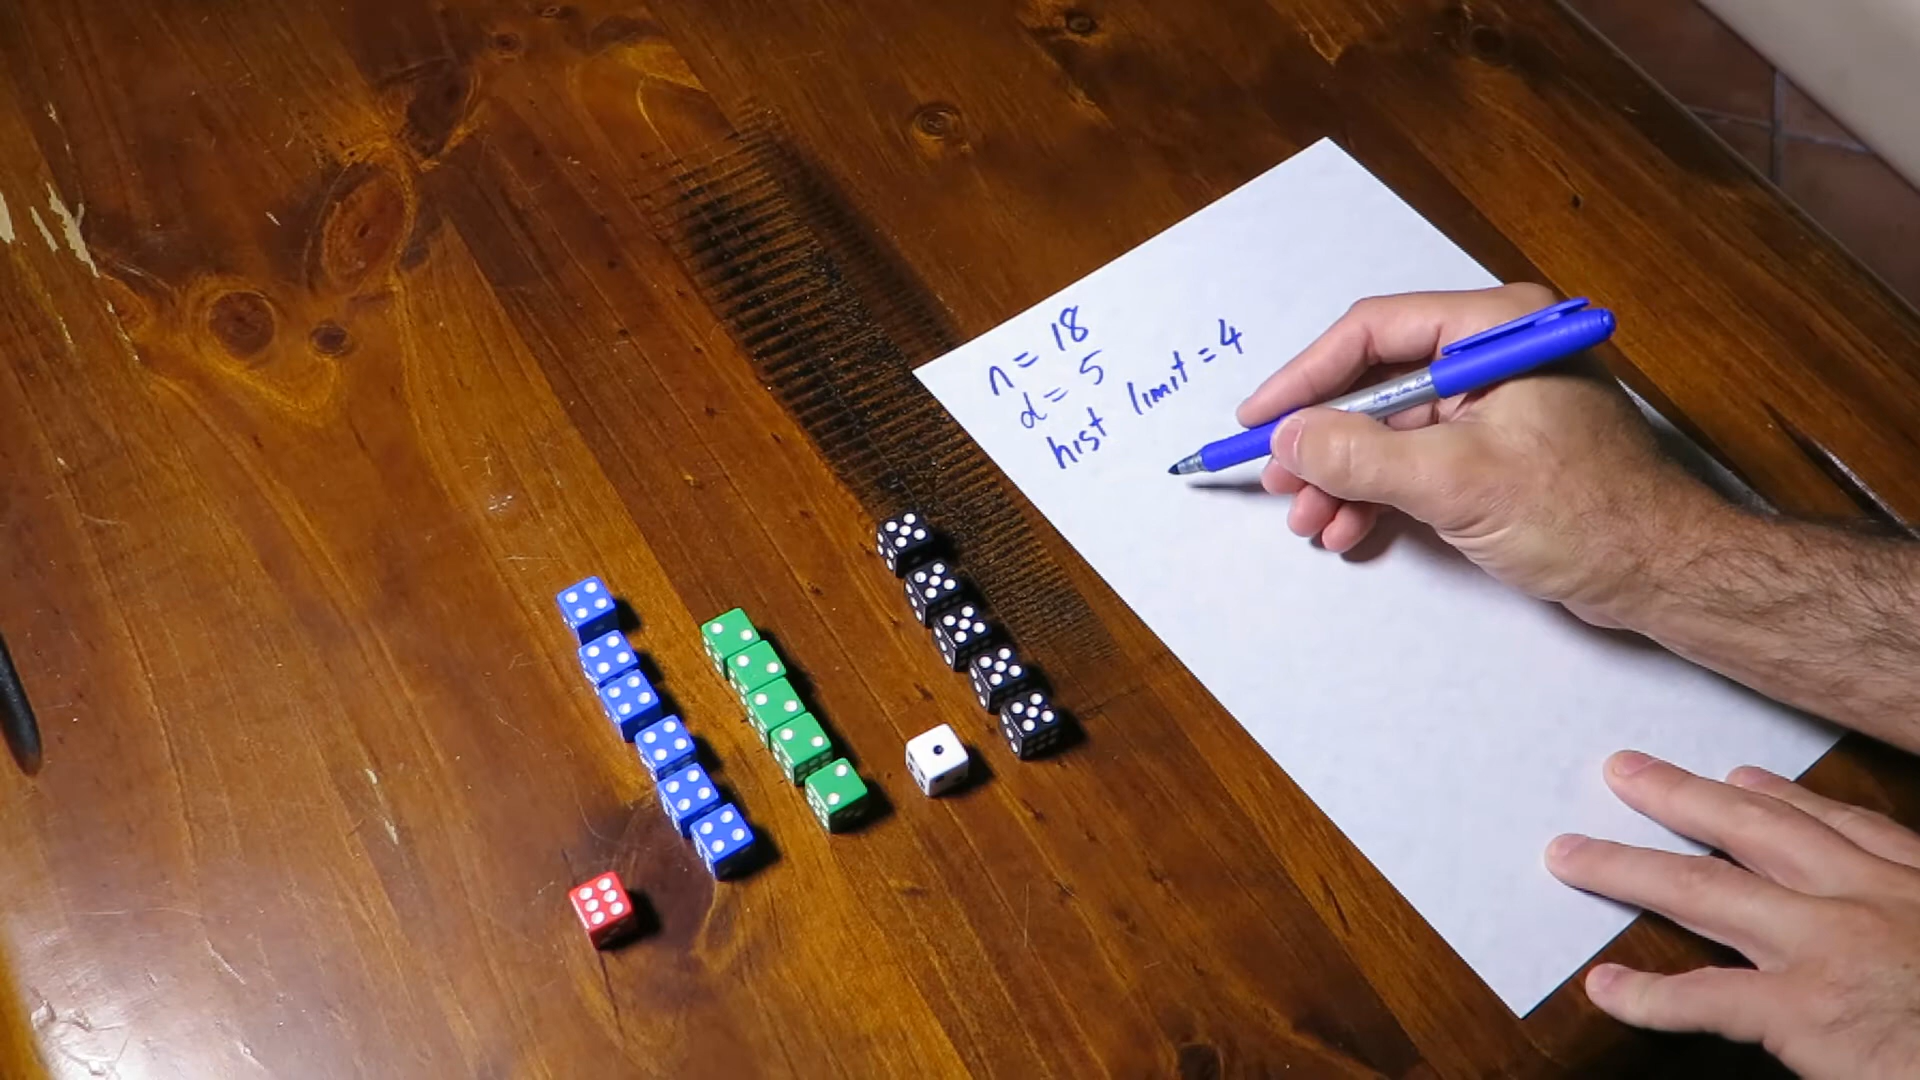 n = 18
d = 5
hist limit = 4